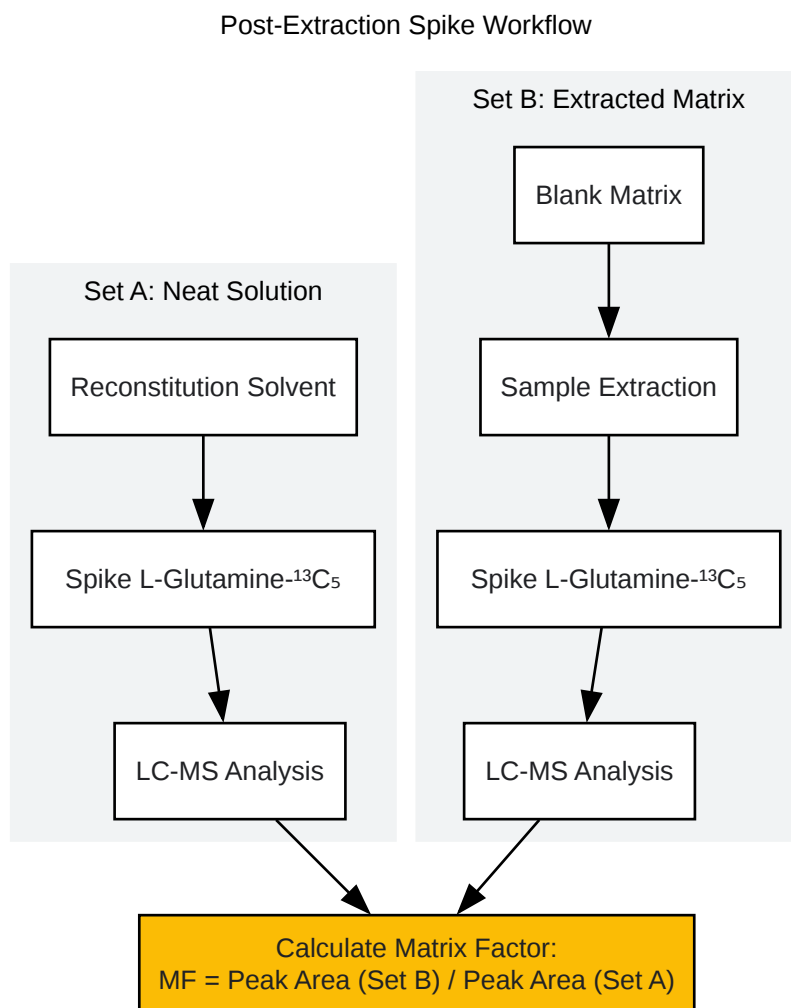 Post-Extraction Spike Workflow
Set A: Neat Solution
Reconstitution Solvent
Spike L-Glutamine-¹³C₅
LC-MS Analysis
Set B: Extracted Matrix
Blank Matrix
Sample Extraction
Spike L-Glutamine-¹³C₅
LC-MS Analysis
Calculate Matrix Factor:
MF = Peak Area (Set B) / Peak Area (Set A)